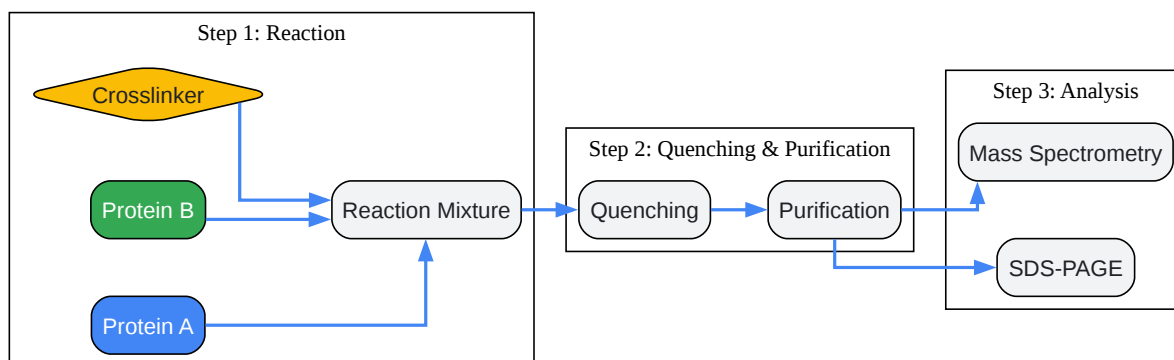 Step 1: Reaction
Crosslinker
Protein B
Reaction Mixture
Protein A
Step 2: Quenching & Purification
Quenching
Purification
Step 3: Analysis
Mass Spectrometry
SDS-PAGE